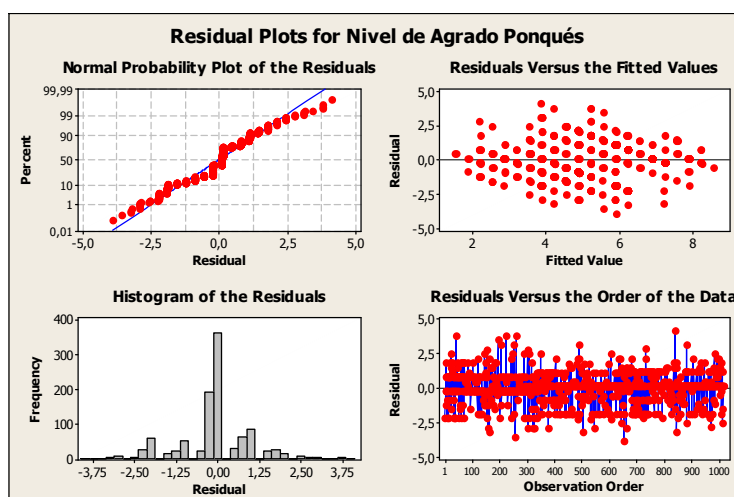 Residual Plots for Nivel de Agrado Ponqués
Normal Probability Plot of the Residuals
99,99
99
90
50
10
1
0,01
Percent
-5,0 -2,5 0,0 2,5 5,0
Residual
Residuals Versus the Fitted Values
5,0
2,5
0,0
-2,5
-5,0
Residual
2 4 6 8
Fitted Value
Histogram of the Residuals
400
300
200
100
0
Frequency
-3,75 -2,50 -1,25 0,00 1,25 2,50 3,75
Residual
Residuals Versus the Order of the Data
5,0
2,5
0,0
-2,5
-5,0
Residual
1 100 200 300 400 500 600 700 800 900 1000
Observation Order